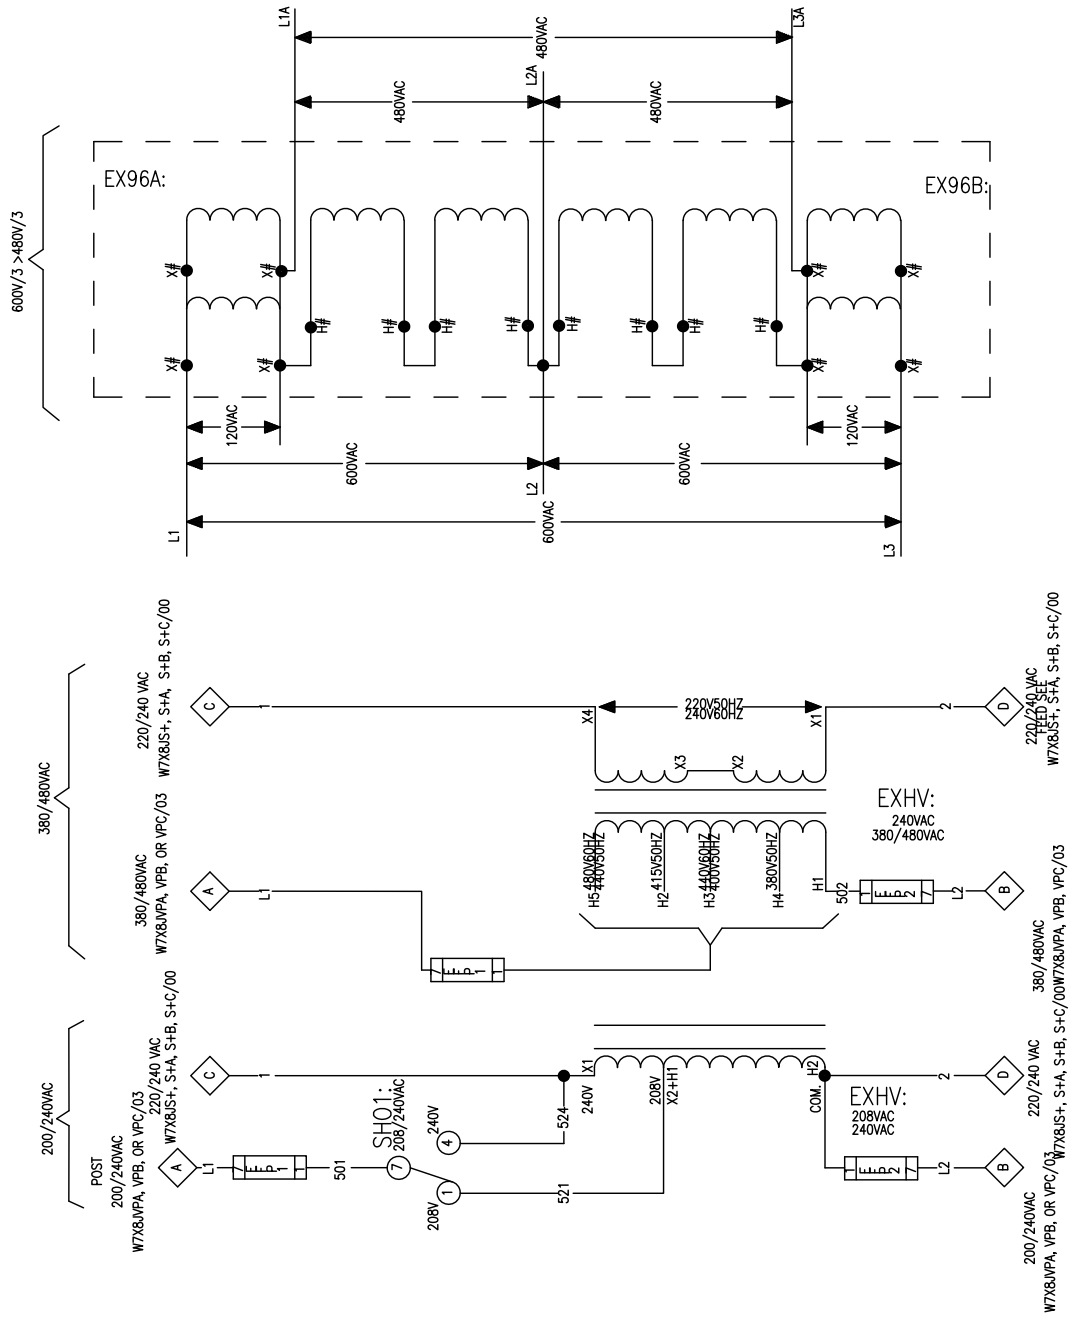 L1A
L3A
480VAC
L2A
480VAC
480VAC
600V/3 >480V/3
EX96A:
EX96B:
X#
X#
X#
X#
H#
H#
H#
H#
H#
H#
H#
H#
X#
X#
X#
X#
120VAC
120VAC
600VAC
600VAC
L2
600VAC
L1
L3
380/480VAC
220/240 VAC
W7X8JS+, S+A, S+B, S+C/00
C
1
X4
220V50HZ
240V60HZ
X1
2
D
220/240 VAC
FEED SEE
W7X8JS+, S+A, S+B, S+C/00
X3
X2
EXHV:
240VAC
380/480VAC
380/480VAC
W7X8JVPA, VPB, OR VPC/03
A
L1
H5
480V60HZ
440V50HZ
H2
415V50HZ
H3
440V60HZ
400V50HZ
H4
380V50HZ
H1
502
L2
B
380/480VAC
W7X8JVPA, VPB, VPC/03
200/240VAC
220/240 VAC
W7X8JS+, S+A, S+B, S+C/00
C
1
X1
240V
208V
X2+H1
H2
COM.
2
D
220/240 VAC
W7X8JS+, S+A, S+B, S+C/00
EXHV:
208VAC
240VAC
SH01:
208/240VAC
240V
4
524
POST
200/240VAC
W7X8JVPA, VPB, OR VPC/03
A
L1
501
7
1
208V
521
L2
B
200/240VAC
W7X8JVPA, VPB, OR VPC/03